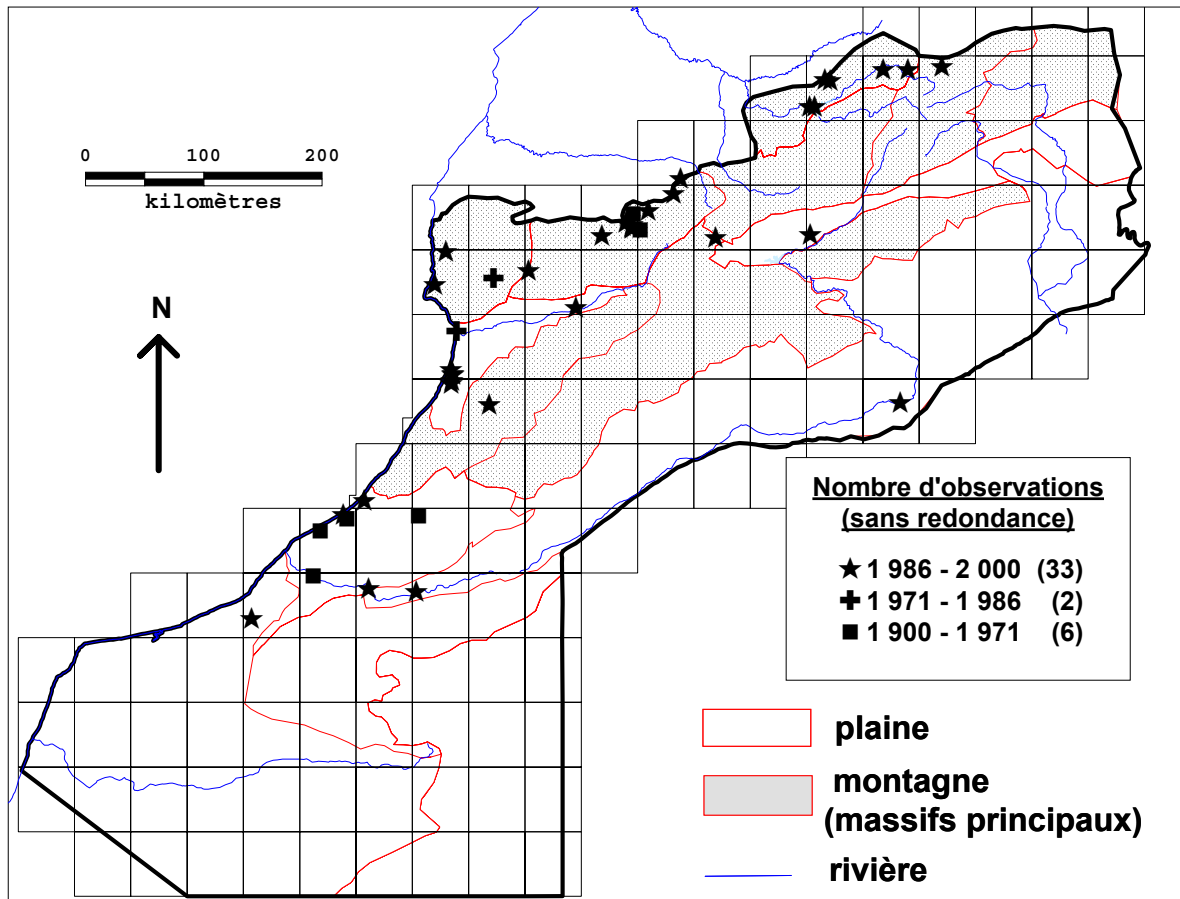 0 100 200
kilomètres
N
Nombre d'observations
(sans redondance)
1 986 - 2 000 (33)
1 971 - 1 986 (2)
1 900 - 1 971 (6)
plaine
montagne
(massifs principaux)
rivière